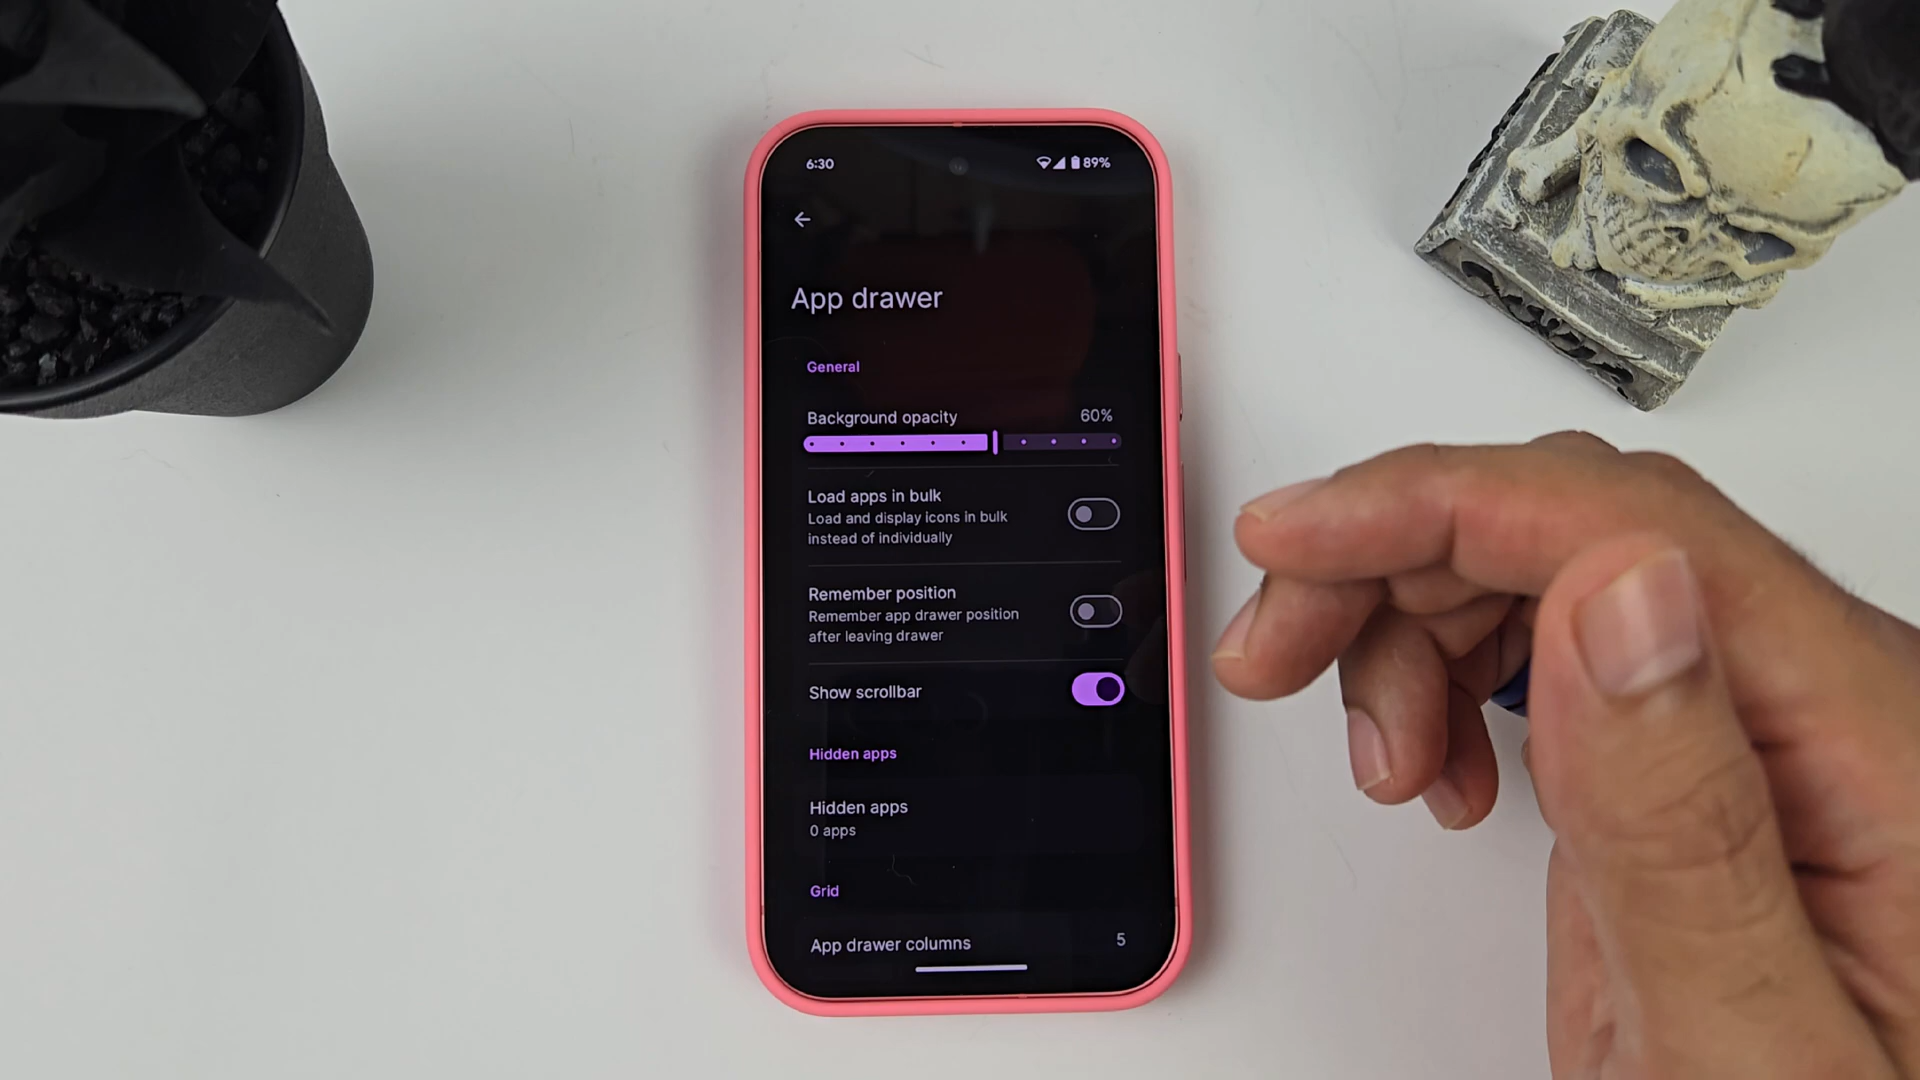 6:30
89%
App drawer
General
Background opacity 60%
Load apps in bulk
Load and display icons in bulk
instead of individually
Remember position
Remember app drawer position
after leaving drawer
Show scrollbar
Hidden apps
Hidden apps
0 apps
Grid
App drawer columns 5